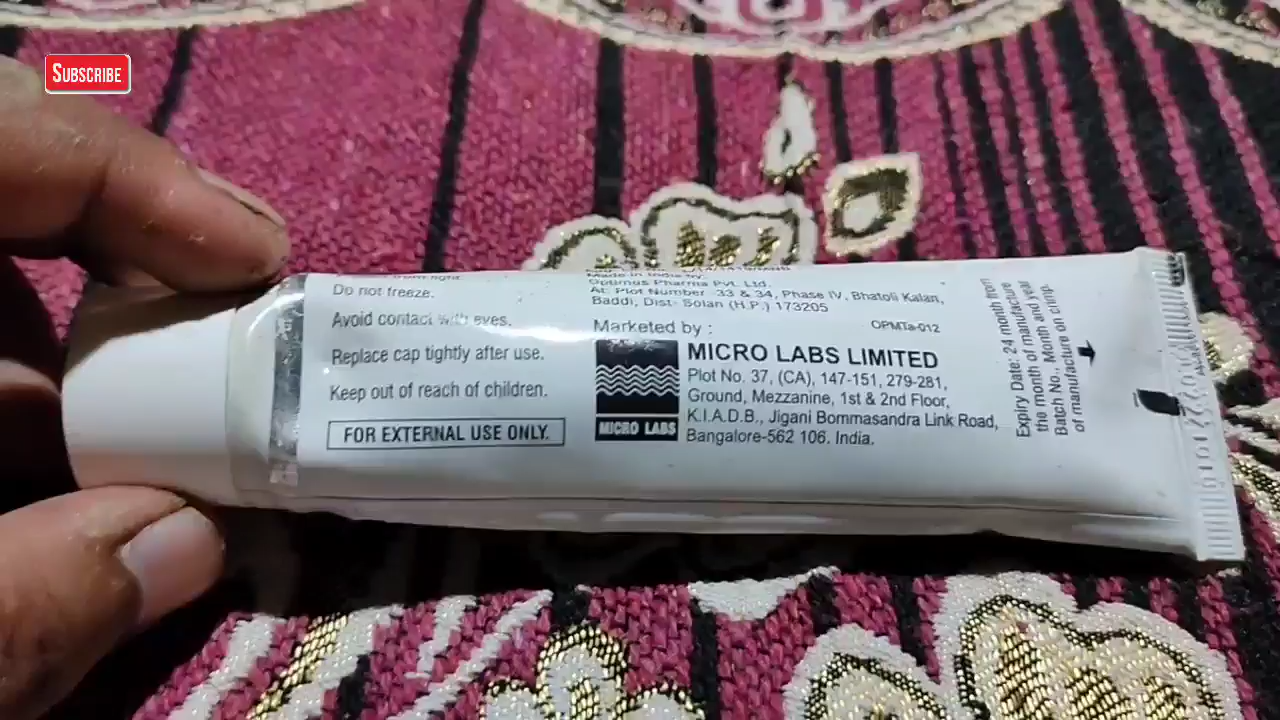 SUBSCRIBE
Do not freeze.
Avoid contact with eyes.
Replace cap tightly after use.
Keep out of reach of children.
FOR EXTERNAL USE ONLY.
Made in India by
Optimus Pharma Pvt. Ltd.
At: Plot Number 33 & 34, Phase IV, Bhatoli Kalan,
Baddi, Dist- Solan (H.P.) 173205
Marketed by :
OPMTa-012
MICRO LABS
MICRO LABS LIMITED
Plot No. 37, (CA), 147-151, 279-281,
Ground, Mezzanine, 1st & 2nd Floor,
K.I.A.D.B., Jigani Bommasandra Link Road,
Bangalore-562 106, India.
Expiry Date: 24 month from
the month of manufacture
Batch No., Month and year
of manufacture on crimp.